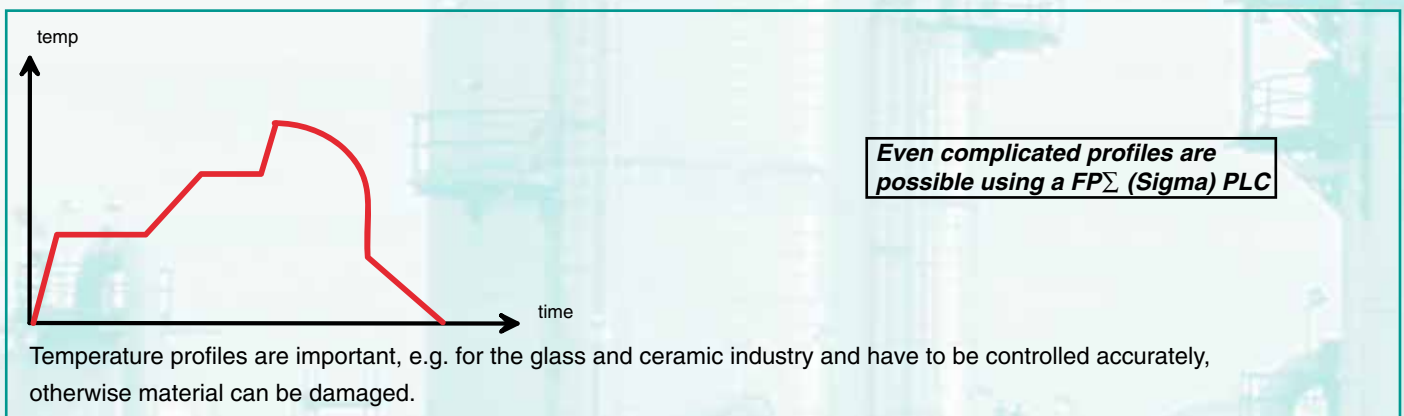 temp
Even complicated profiles are
possible using a FPΣ (Sigma) PLC
time
Temperature profiles are important, e.g. for the glass and ceramic industry and have to be controlled accurately,
otherwise material can be damaged.